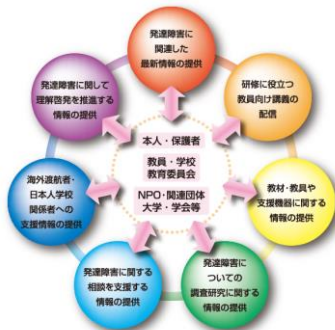 発達障害に
関連した
最新情報の提供
研修に役立つ
教員向け講義の
配信
教材・教具や
支援機器に関する
情報の提供
発達障害に
ついての
調査研究に関する
情報の提供
発達障害に関する
相談を支援する
情報の提供
海外渡航者・
日本人学校
関係者への
支援情報の提供
発達障害に関して
理解啓発を推進する
情報の提供
本人・保護者
教員・学校
教育委員会
NPO・関連団体
大学・学会等